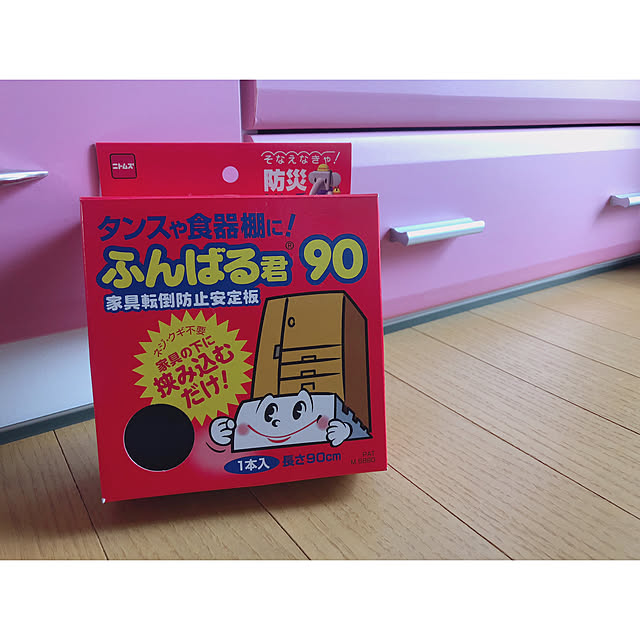 ニトムズ
そなえなきゃ!
防災
タンスや食器棚に!
ふんばる君® 90
家具転倒防止安定板
ネジ・クギ不要
家具の下に
挟み込む
だけ!
1本入 長さ90cm
PAT
M6090